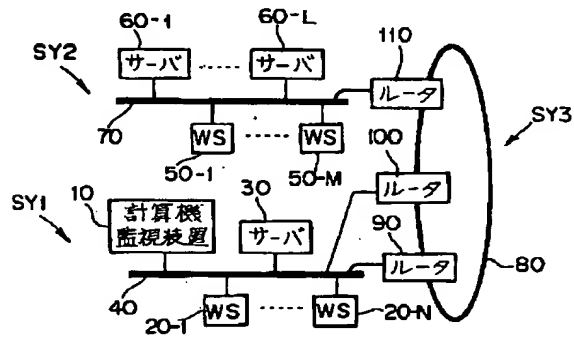 60-1
60-L
SY2
サーバ
サーバ
110
ルータ
70
WS
WS
50-1
50-M
100
SY3
ルータ
SY1
10
計算機
監視装置
30
サーバ
90
ルータ
80
40
WS
WS
20-1
20-N